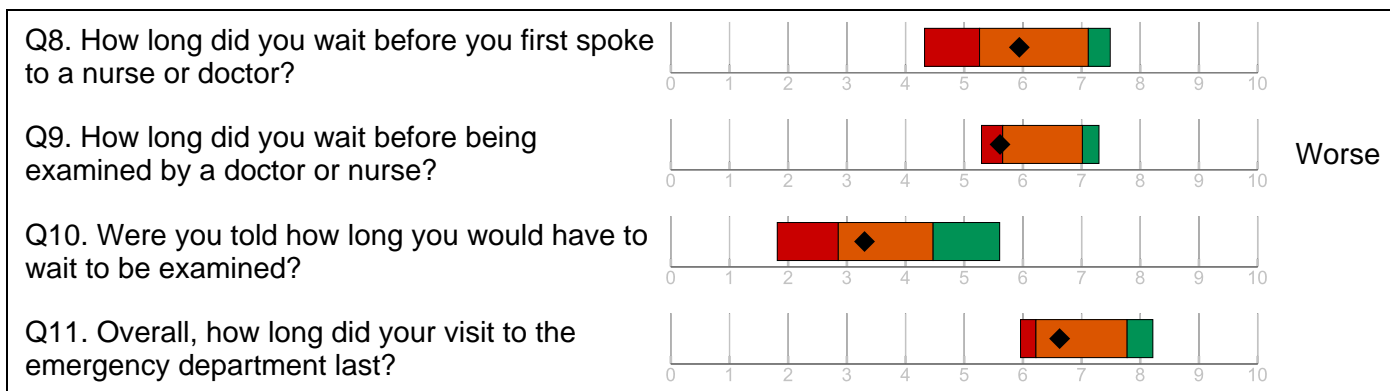 Q8. How long did you wait before you first spoke
to a nurse or doctor?
0 1 2 3 4 5 6 7 8 9 10
Q9. How long did you wait before being
examined by a doctor or nurse?
Worse
0 1 2 3 4 5 6 7 8 9 10
Q10. Were you told how long you would have to
wait to be examined?
0 1 2 3 4 5 6 7 8 9 10
Q11. Overall, how long did your visit to the
emergency department last?
0 1 2 3 4 5 6 7 8 9 10